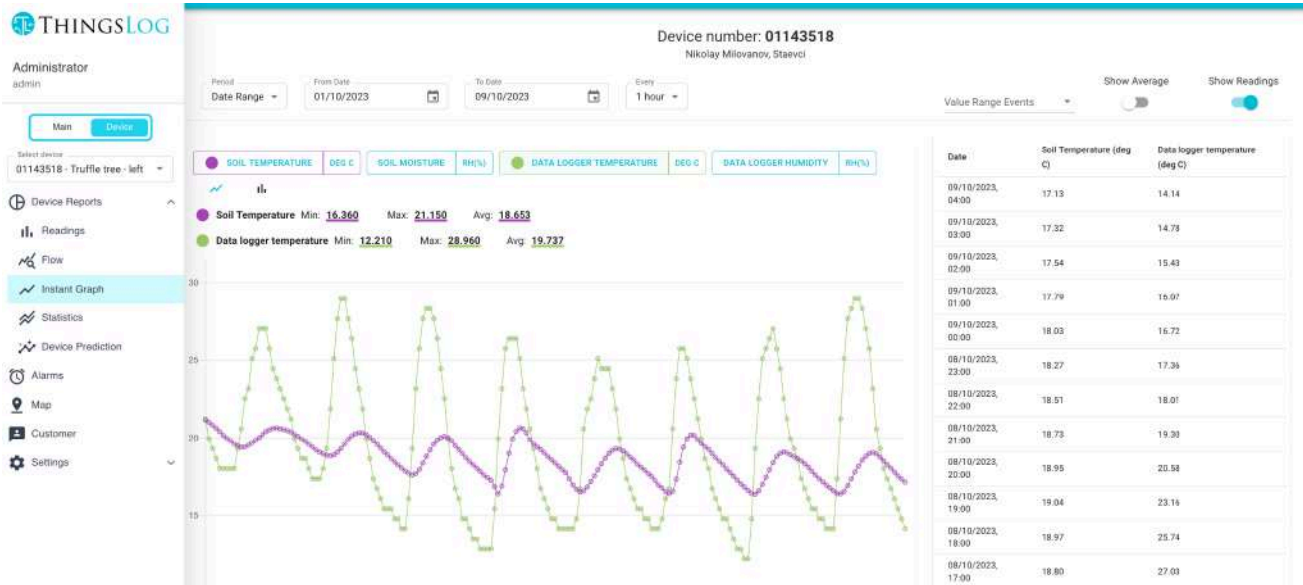 THINGSLOG
Administrator
admin
Main
Device
Select device
01143518 - Truffle tree - left
Device Reports
Readings
Flow
Instant Graph
Statistics
Device Prediction
Alarms
Map
Customer
Settings
Device number: 01143518
Nikolay Milovanov, Staevci
Period
Date Range
From Date
01/10/2023
To Date
09/10/2023
Every
1 hour
Value Range Events
Show Average
Show Readings
SOIL TEMPERATURE DEG C
SOIL MOISTURE RH(%)
DATA LOGGER TEMPERATURE DEG C
DATA LOGGER HUMIDITY RH(%)
Soil Temperature Min: 16.360 Max: 21.150 Avg: 18.653
Data logger temperature Min: 12.210 Max: 28.960 Avg: 19.737
30
25
20
15
Date
Soil Temperature (deg
C)
Data logger temperature
(deg C)
09/10/2023,
04:00
17.13
14.14
09/10/2023,
03:00
17.32
14.78
09/10/2023,
02:00
17.54
15.43
09/10/2023,
01:00
17.79
16.07
09/10/2023,
00:00
18.03
16.72
08/10/2023,
23:00
18.27
17.36
08/10/2023,
22:00
18.51
18.01
08/10/2023,
21:00
18.73
19.30
08/10/2023,
20:00
18.95
20.58
08/10/2023,
19:00
19.04
23.16
08/10/2023,
18:00
18.97
25.74
08/10/2023,
17:00
18.80
27.03